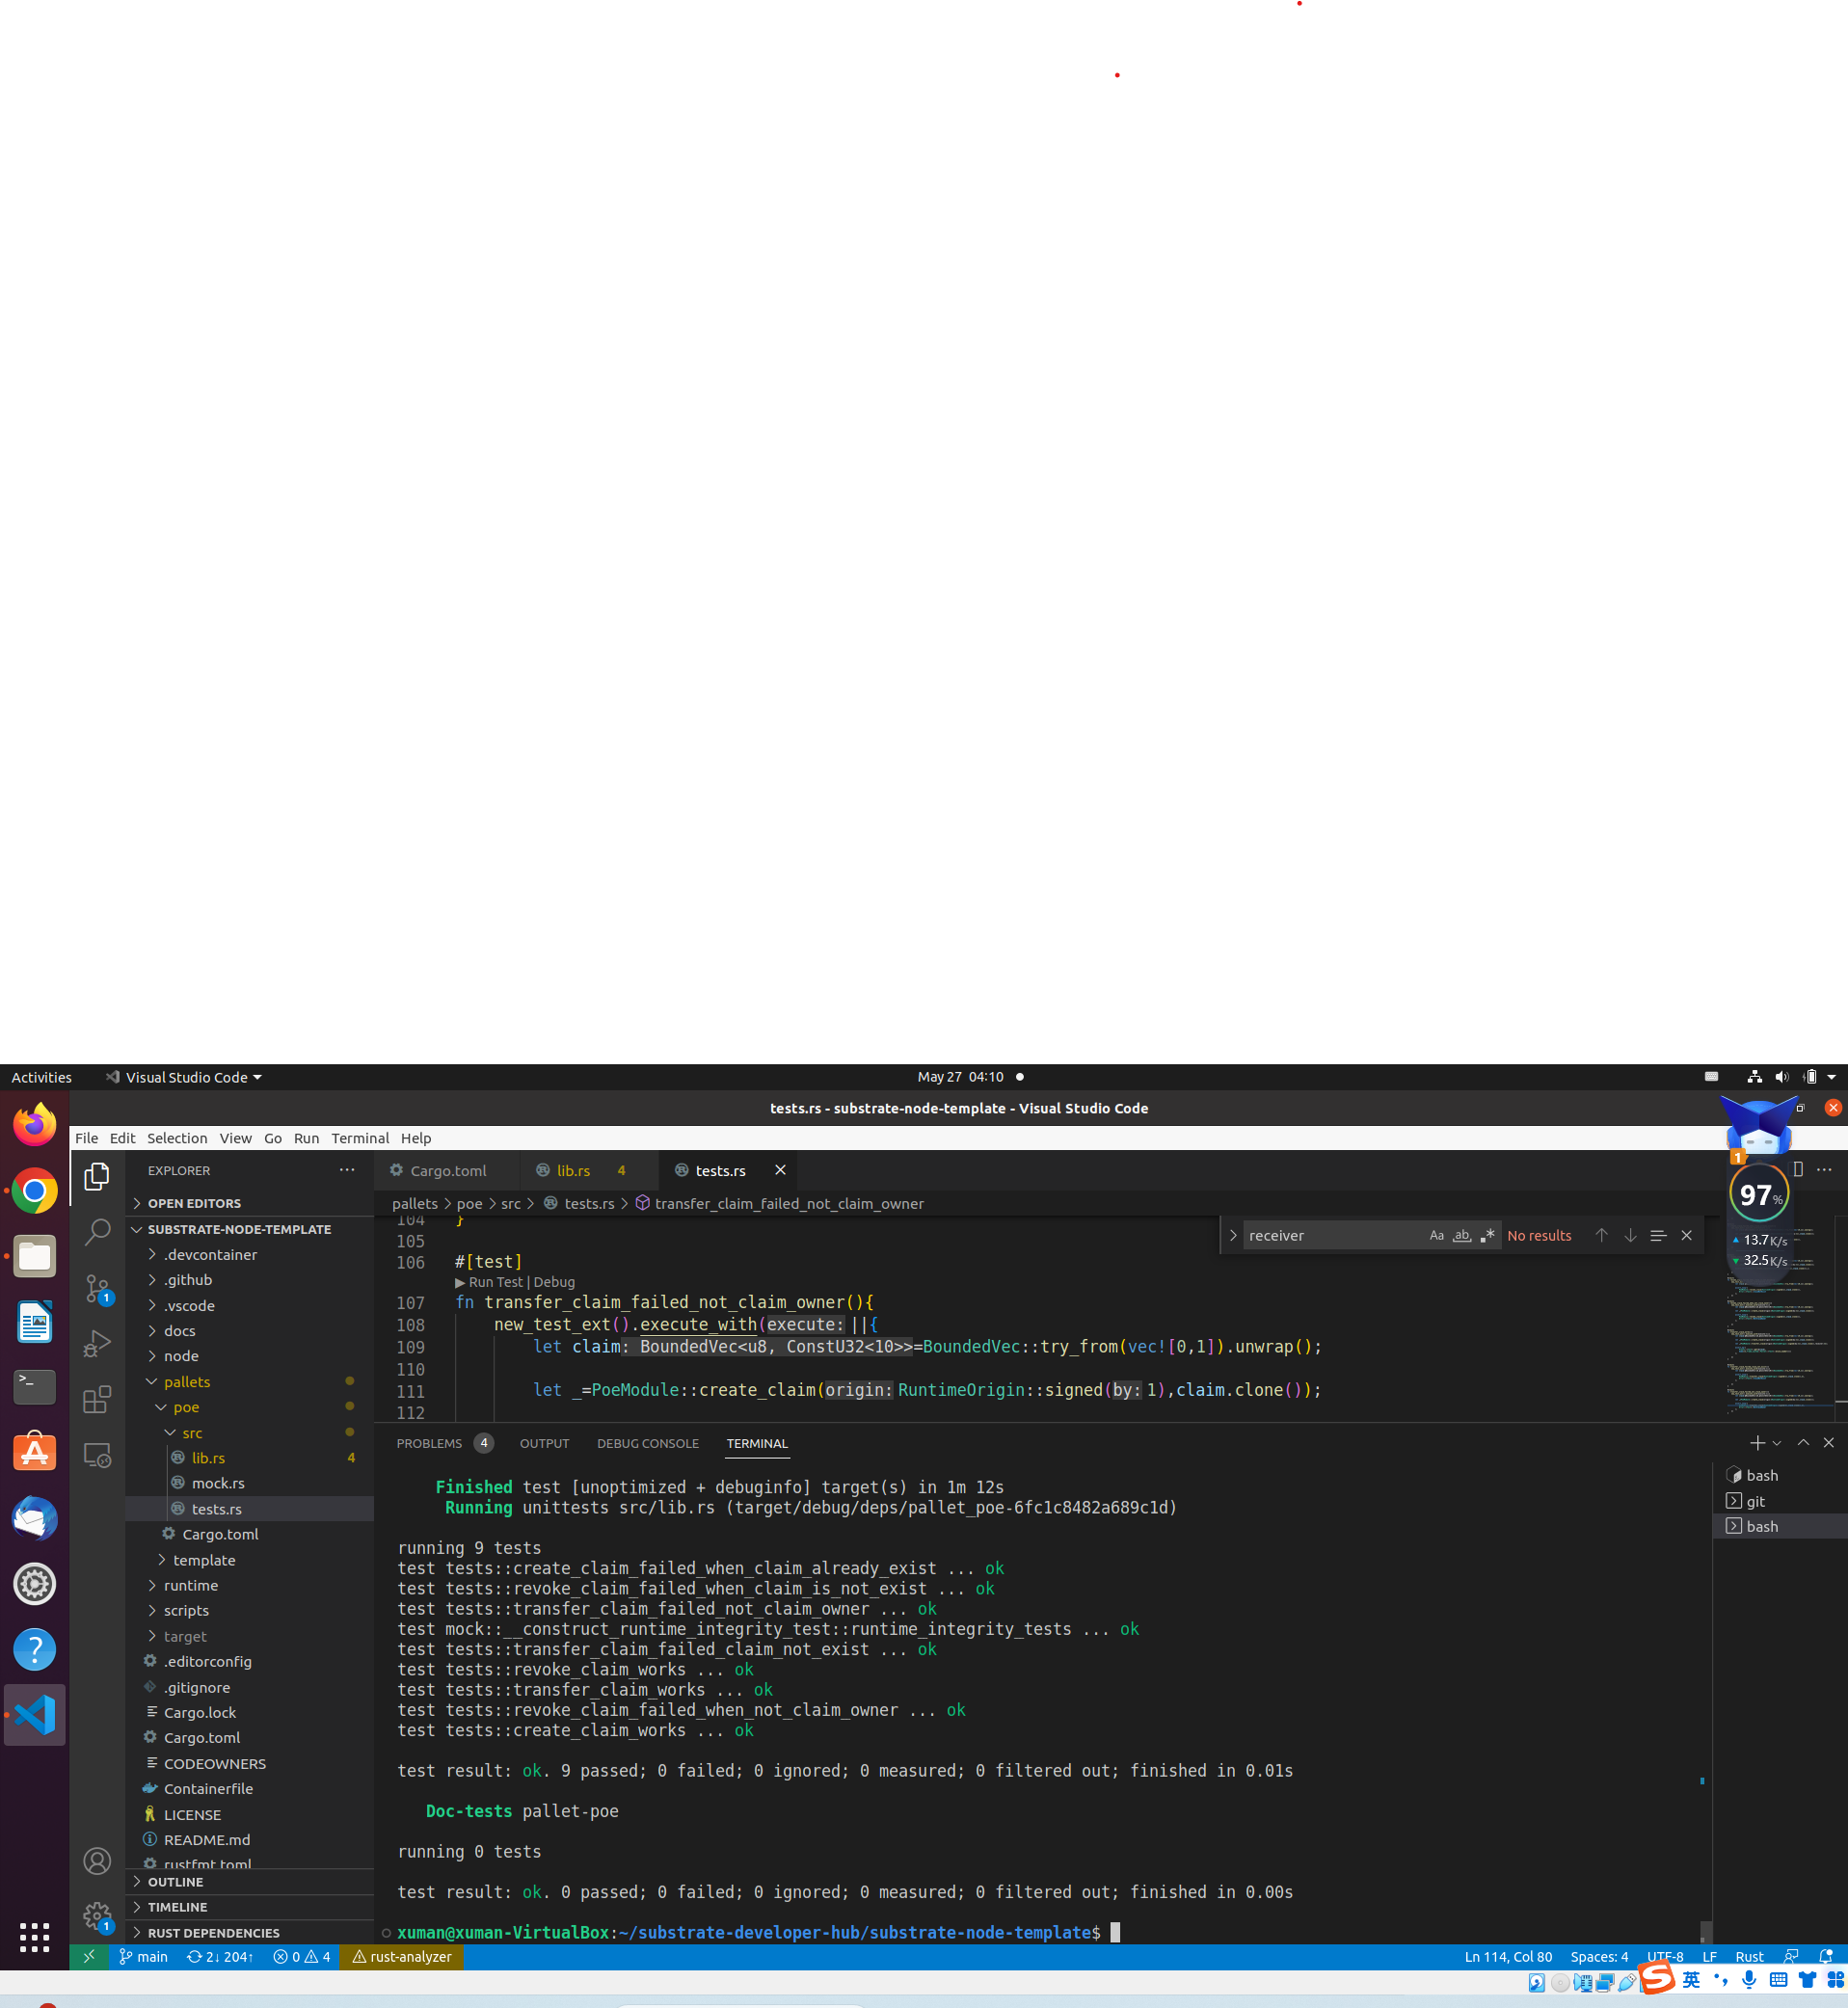 Activities Visual Studio Code May 27 04:10
tests.rs - substrate-node-template - Visual Studio Code
File Edit Selection View Go Run Terminal Help
EXPLORER
OPEN EDITORS
SUBSTRATE-NODE-TEMPLATE
.devcontainer
.github
.vscode
docs
node
pallets
poe
src
lib.rs 4
mock.rs
tests.rs
Cargo.toml
template
runtime
scripts
target
.editorconfig
.gitignore
Cargo.lock
Cargo.toml
CODEOWNERS
Containerfile
LICENSE
README.md
rustfmt.toml
OUTLINE
TIMELINE
RUST DEPENDENCIES
Cargo.toml lib.rs 4 tests.rs
pallets > poe > src > tests.rs > transfer_claim_failed_not_claim_owner
receiver Aa ab .* No results
104 }
105
106 #[test]
▶ Run Test | Debug
107 fn transfer_claim_failed_not_claim_owner(){
108 new_test_ext().execute_with(execute: ||{
109 let claim: BoundedVec<u8, ConstU32<10>>=BoundedVec::try_from(vec![0,1]).unwrap();
110
111 let _=PoeModule::create_claim(origin: RuntimeOrigin::signed(by: 1),claim.clone());
112
1
97%
13.7K/s
32.5K/s
PROBLEMS 4 OUTPUT DEBUG CONSOLE TERMINAL
bash
git
bash
Finished test [unoptimized + debuginfo] target(s) in 1m 12s
Running unittests src/lib.rs (target/debug/deps/pallet_poe-6fc1c8482a689c1d)
running 9 tests
test tests::create_claim_failed_when_claim_already_exist ... ok
test tests::revoke_claim_failed_when_claim_is_not_exist ... ok
test tests::transfer_claim_failed_not_claim_owner ... ok
test mock::__construct_runtime_integrity_test::runtime_integrity_tests ... ok
test tests::transfer_claim_failed_claim_not_exist ... ok
test tests::revoke_claim_works ... ok
test tests::transfer_claim_works ... ok
test tests::revoke_claim_failed_when_not_claim_owner ... ok
test tests::create_claim_works ... ok
test result: ok. 9 passed; 0 failed; 0 ignored; 0 measured; 0 filtered out; finished in 0.01s
Doc-tests pallet-poe
running 0 tests
test result: ok. 0 passed; 0 failed; 0 ignored; 0 measured; 0 filtered out; finished in 0.00s
xuman@xuman-VirtualBox:~/substrate-developer-hub/substrate-node-template$
main 2↓ 204↑ 0 4 rust-analyzer Ln 114, Col 80 Spaces: 4 UTF-8 LF Rust
英